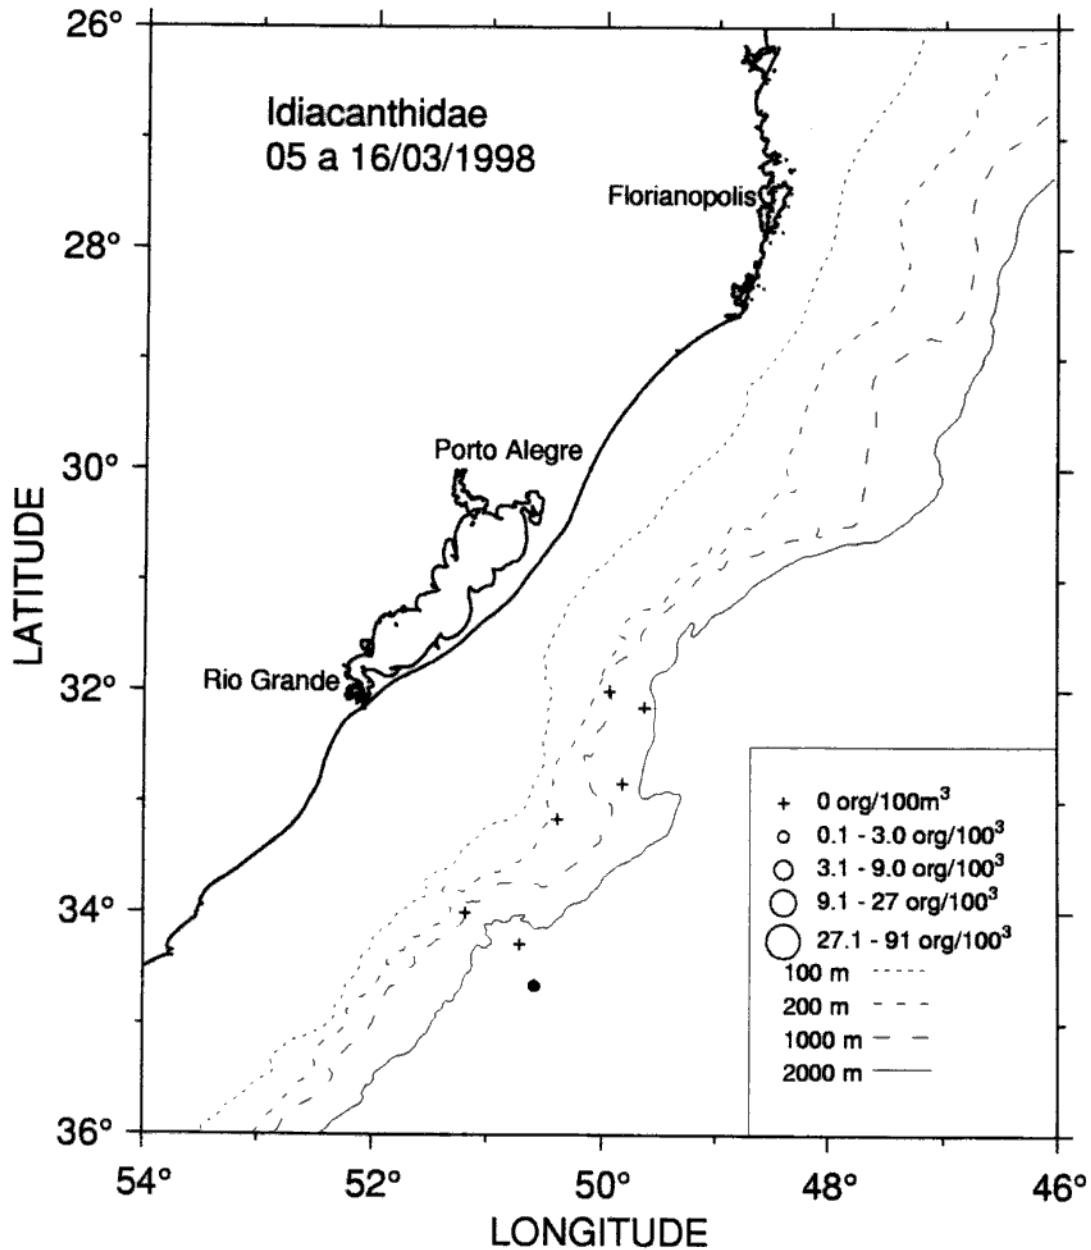 26°
Idiacanthidae
05 a 16/03/1998
Florianopolis
28°
Porto Alegre
30°
LATITUDE
Rio Grande
32°
0 org/100m³
0.1 - 3.0 org/100³
3.1 - 9.0 org/100³
9.1 - 27 org/100³
27.1 - 91 org/100³
100 m
200 m
1000 m
2000 m
34°
36°
54° 52° 50° 48° 46°
LONGITUDE